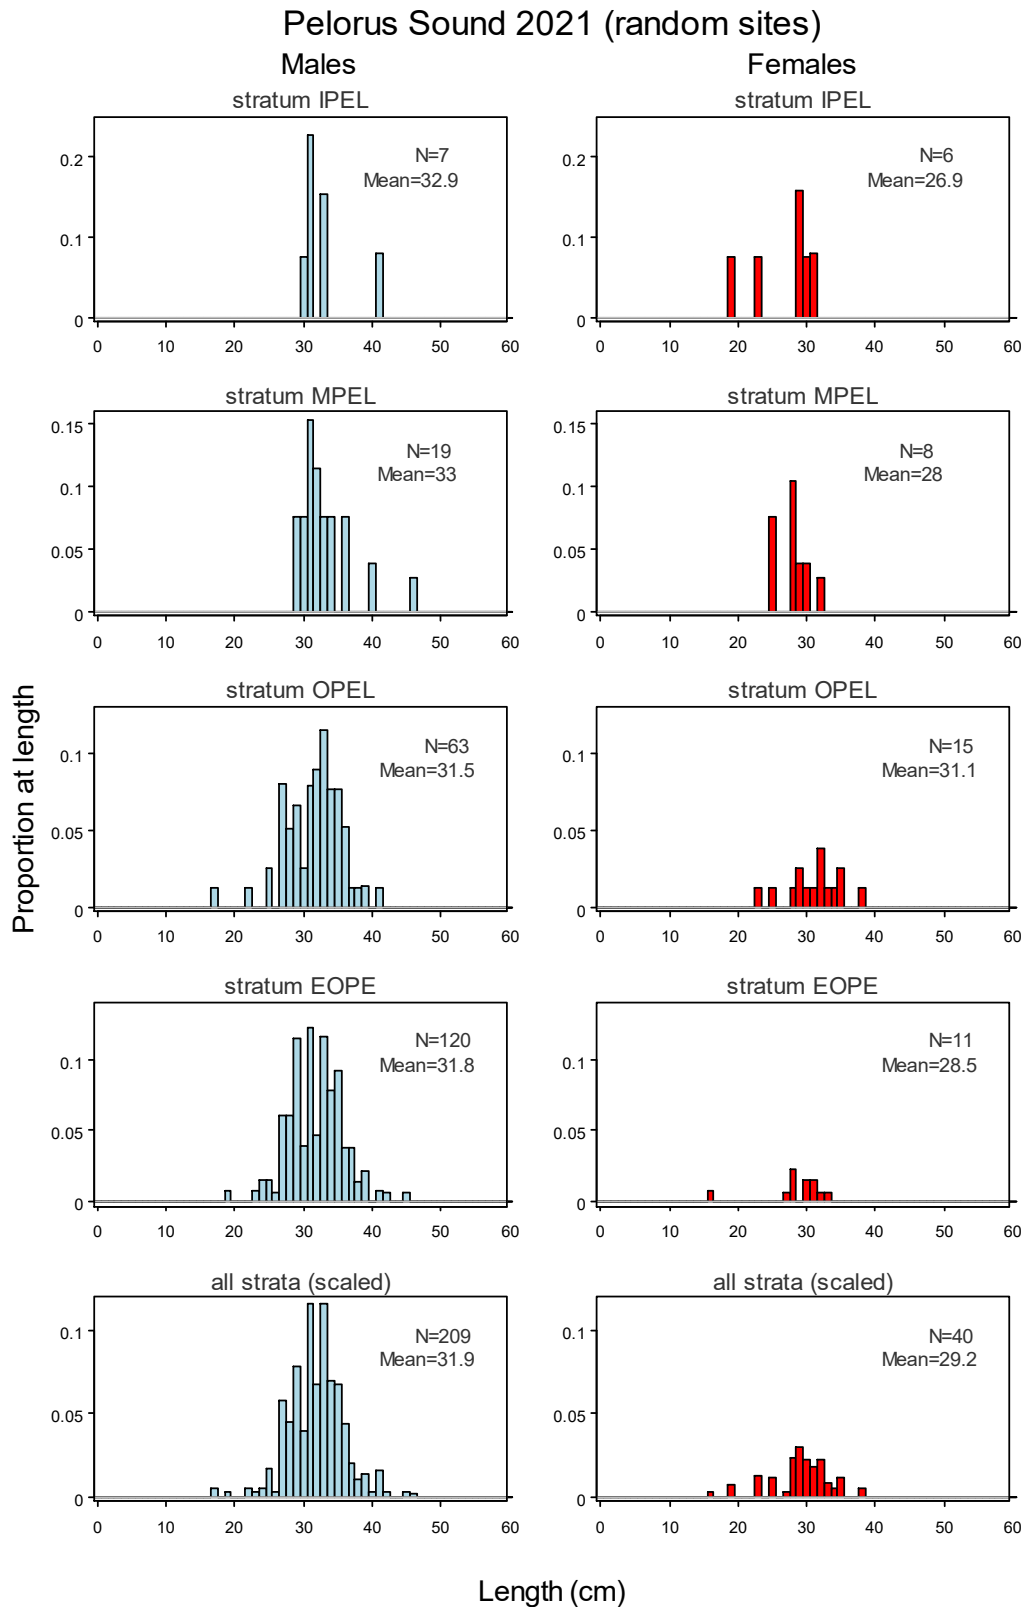 Pelorus Sound 2021 (random sites)
Males Females
stratum IPEL stratum IPEL
N=7
Mean=32.9
N=6
Mean=26.9
0.2
0.1
0
0.2
0.1
0
0 10 20 30 40 50 60 0 10 20 30 40 50 60
stratum MPEL stratum MPEL
N=19
Mean=33
N=8
Mean=28
0.15
0.1
0.05
0
0.15
0.1
0.05
0
0 10 20 30 40 50 60 0 10 20 30 40 50 60
stratum OPEL stratum OPEL
N=63
Mean=31.5
N=15
Mean=31.1
0.1
0.05
0
0.1
0.05
0
0 10 20 30 40 50 60 0 10 20 30 40 50 60
Proportion at length
stratum EOPE stratum EOPE
N=120
Mean=31.8
N=11
Mean=28.5
0.1
0.05
0
0.1
0.05
0
0 10 20 30 40 50 60 0 10 20 30 40 50 60
all strata (scaled) all strata (scaled)
N=209
Mean=31.9
N=40
Mean=29.2
0.1
0.05
0
0.1
0.05
0
0 10 20 30 40 50 60 0 10 20 30 40 50 60
Length (cm)